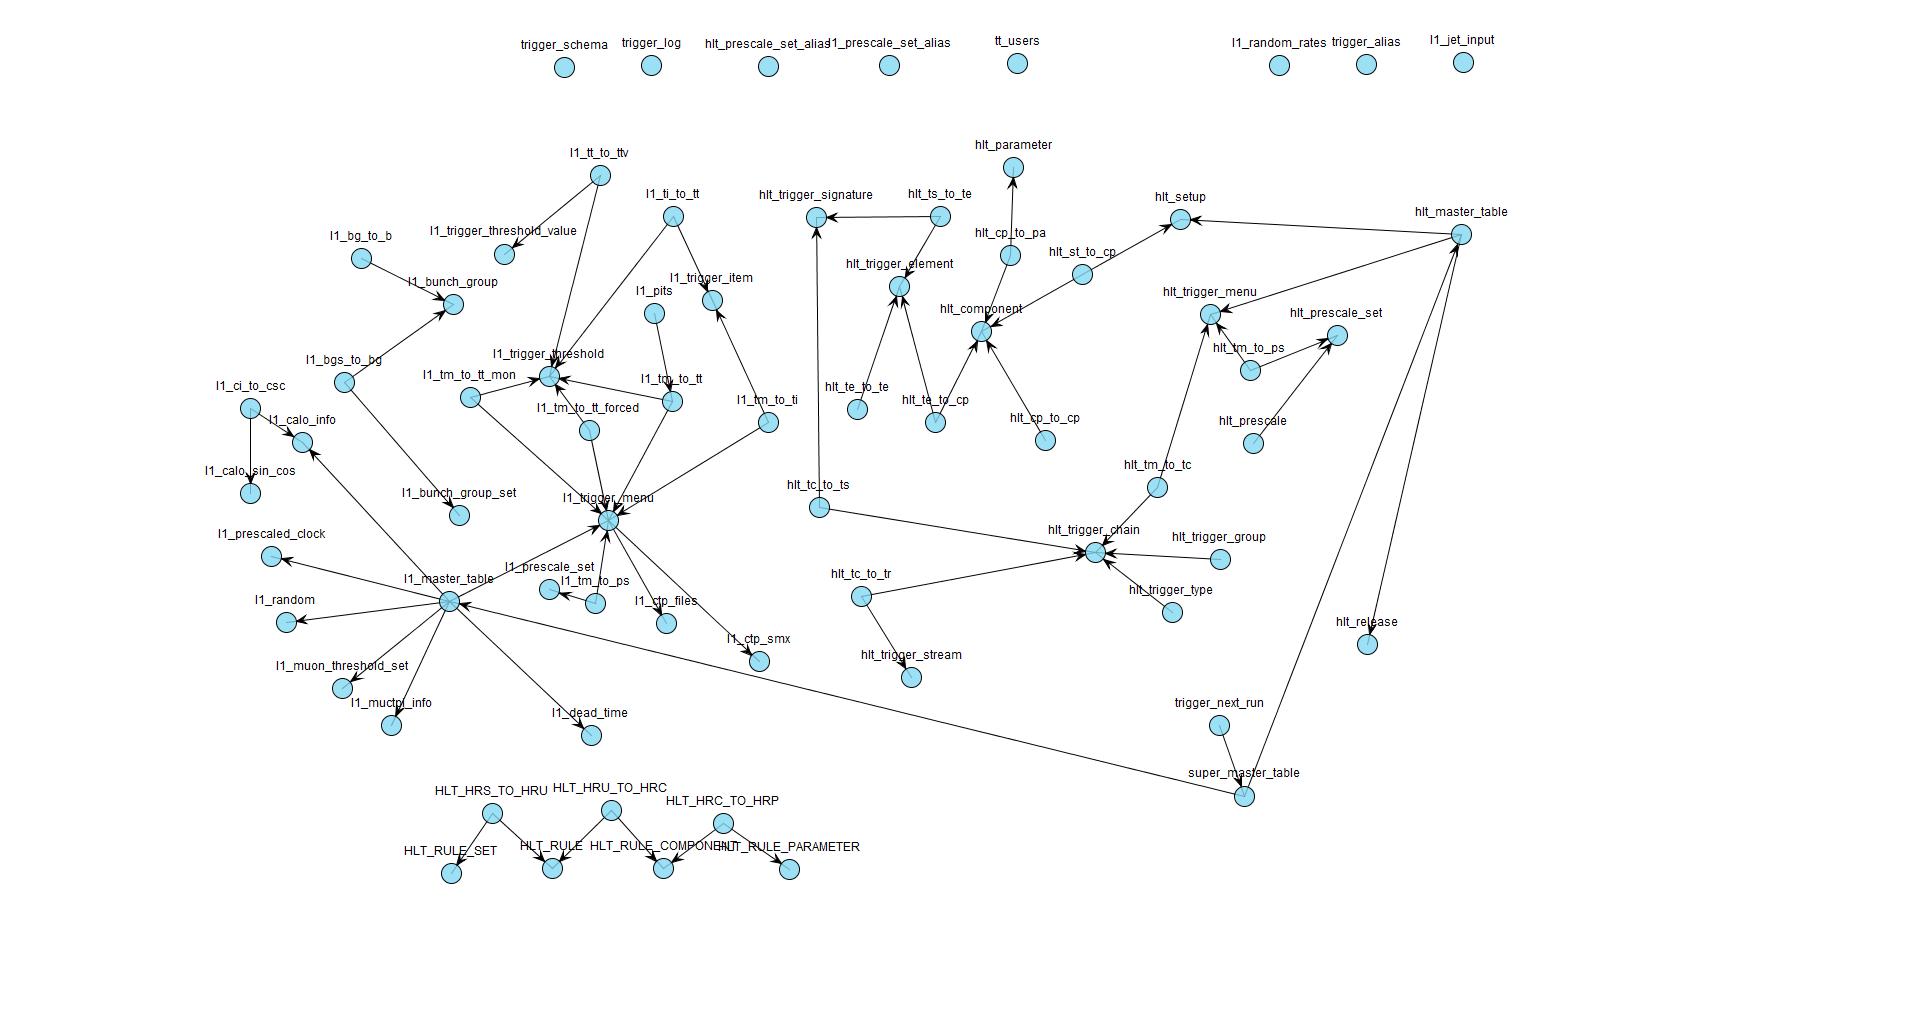 trigger_schema
trigger_log
hlt_prescale_set_alias
l1_prescale_set_alias
tt_users
l1_random_rates
trigger_alias
l1_jet_input
l1_tt_to_ttv
hlt_parameter
l1_ti_to_tt
hlt_trigger_signature
hlt_ts_to_te
hlt_setup
hlt_master_table
l1_bg_to_b
l1_trigger_threshold_value
hlt_cp_to_pa
hlt_st_to_cp
hlt_trigger_element
l1_bunch_group
l1_trigger_item
l1_pits
hlt_trigger_menu
hlt_component
hlt_prescale_set
l1_bgs_to_bg
l1_trigger_threshold
hlt_tm_to_ps
l1_ci_to_csc
l1_tm_to_tt_mon
l1_tm_to_tt
hlt_te_to_te
l1_tm_to_tt_forced
l1_tm_to_ti
hlt_te_to_cp
l1_calo_info
hlt_cp_to_cp
hlt_prescale
l1_calo_sin_cos
hlt_tm_to_tc
l1_bunch_group_set
l1_trigger_menu
hlt_tc_to_ts
l1_prescaled_clock
hlt_trigger_chain
hlt_trigger_group
l1_master_table
l1_prescale_set
l1_tm_to_ps
hlt_tc_to_tr
l1_random
l1_ctp_files
hlt_trigger_type
hlt_release
l1_ctp_smx
l1_muon_threshold_set
hlt_trigger_stream
l1_muctpi_info
l1_dead_time
trigger_next_run
super_master_table
HLT_HRS_TO_HRU
HLT_HRU_TO_HRC
HLT_HRC_TO_HRP
HLT_RULE_SET
HLT_RULE
HLT_RULE_COMPONENT
HLT_RULE_PARAMETER